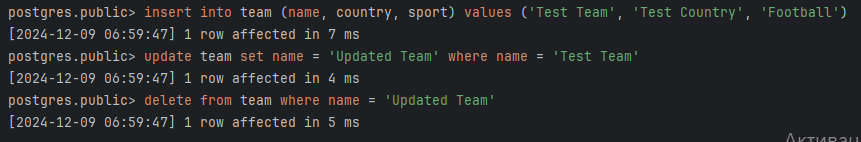 postgres.public> insert into team (name, country, sport) values ('Test Team', 'Test Country', 'Football')
[2024-12-09 06:59:47] 1 row affected in 7 ms
postgres.public> update team set name = 'Updated Team' where name = 'Test Team'
[2024-12-09 06:59:47] 1 row affected in 4 ms
postgres.public> delete from team where name = 'Updated Team'
[2024-12-09 06:59:47] 1 row affected in 5 ms